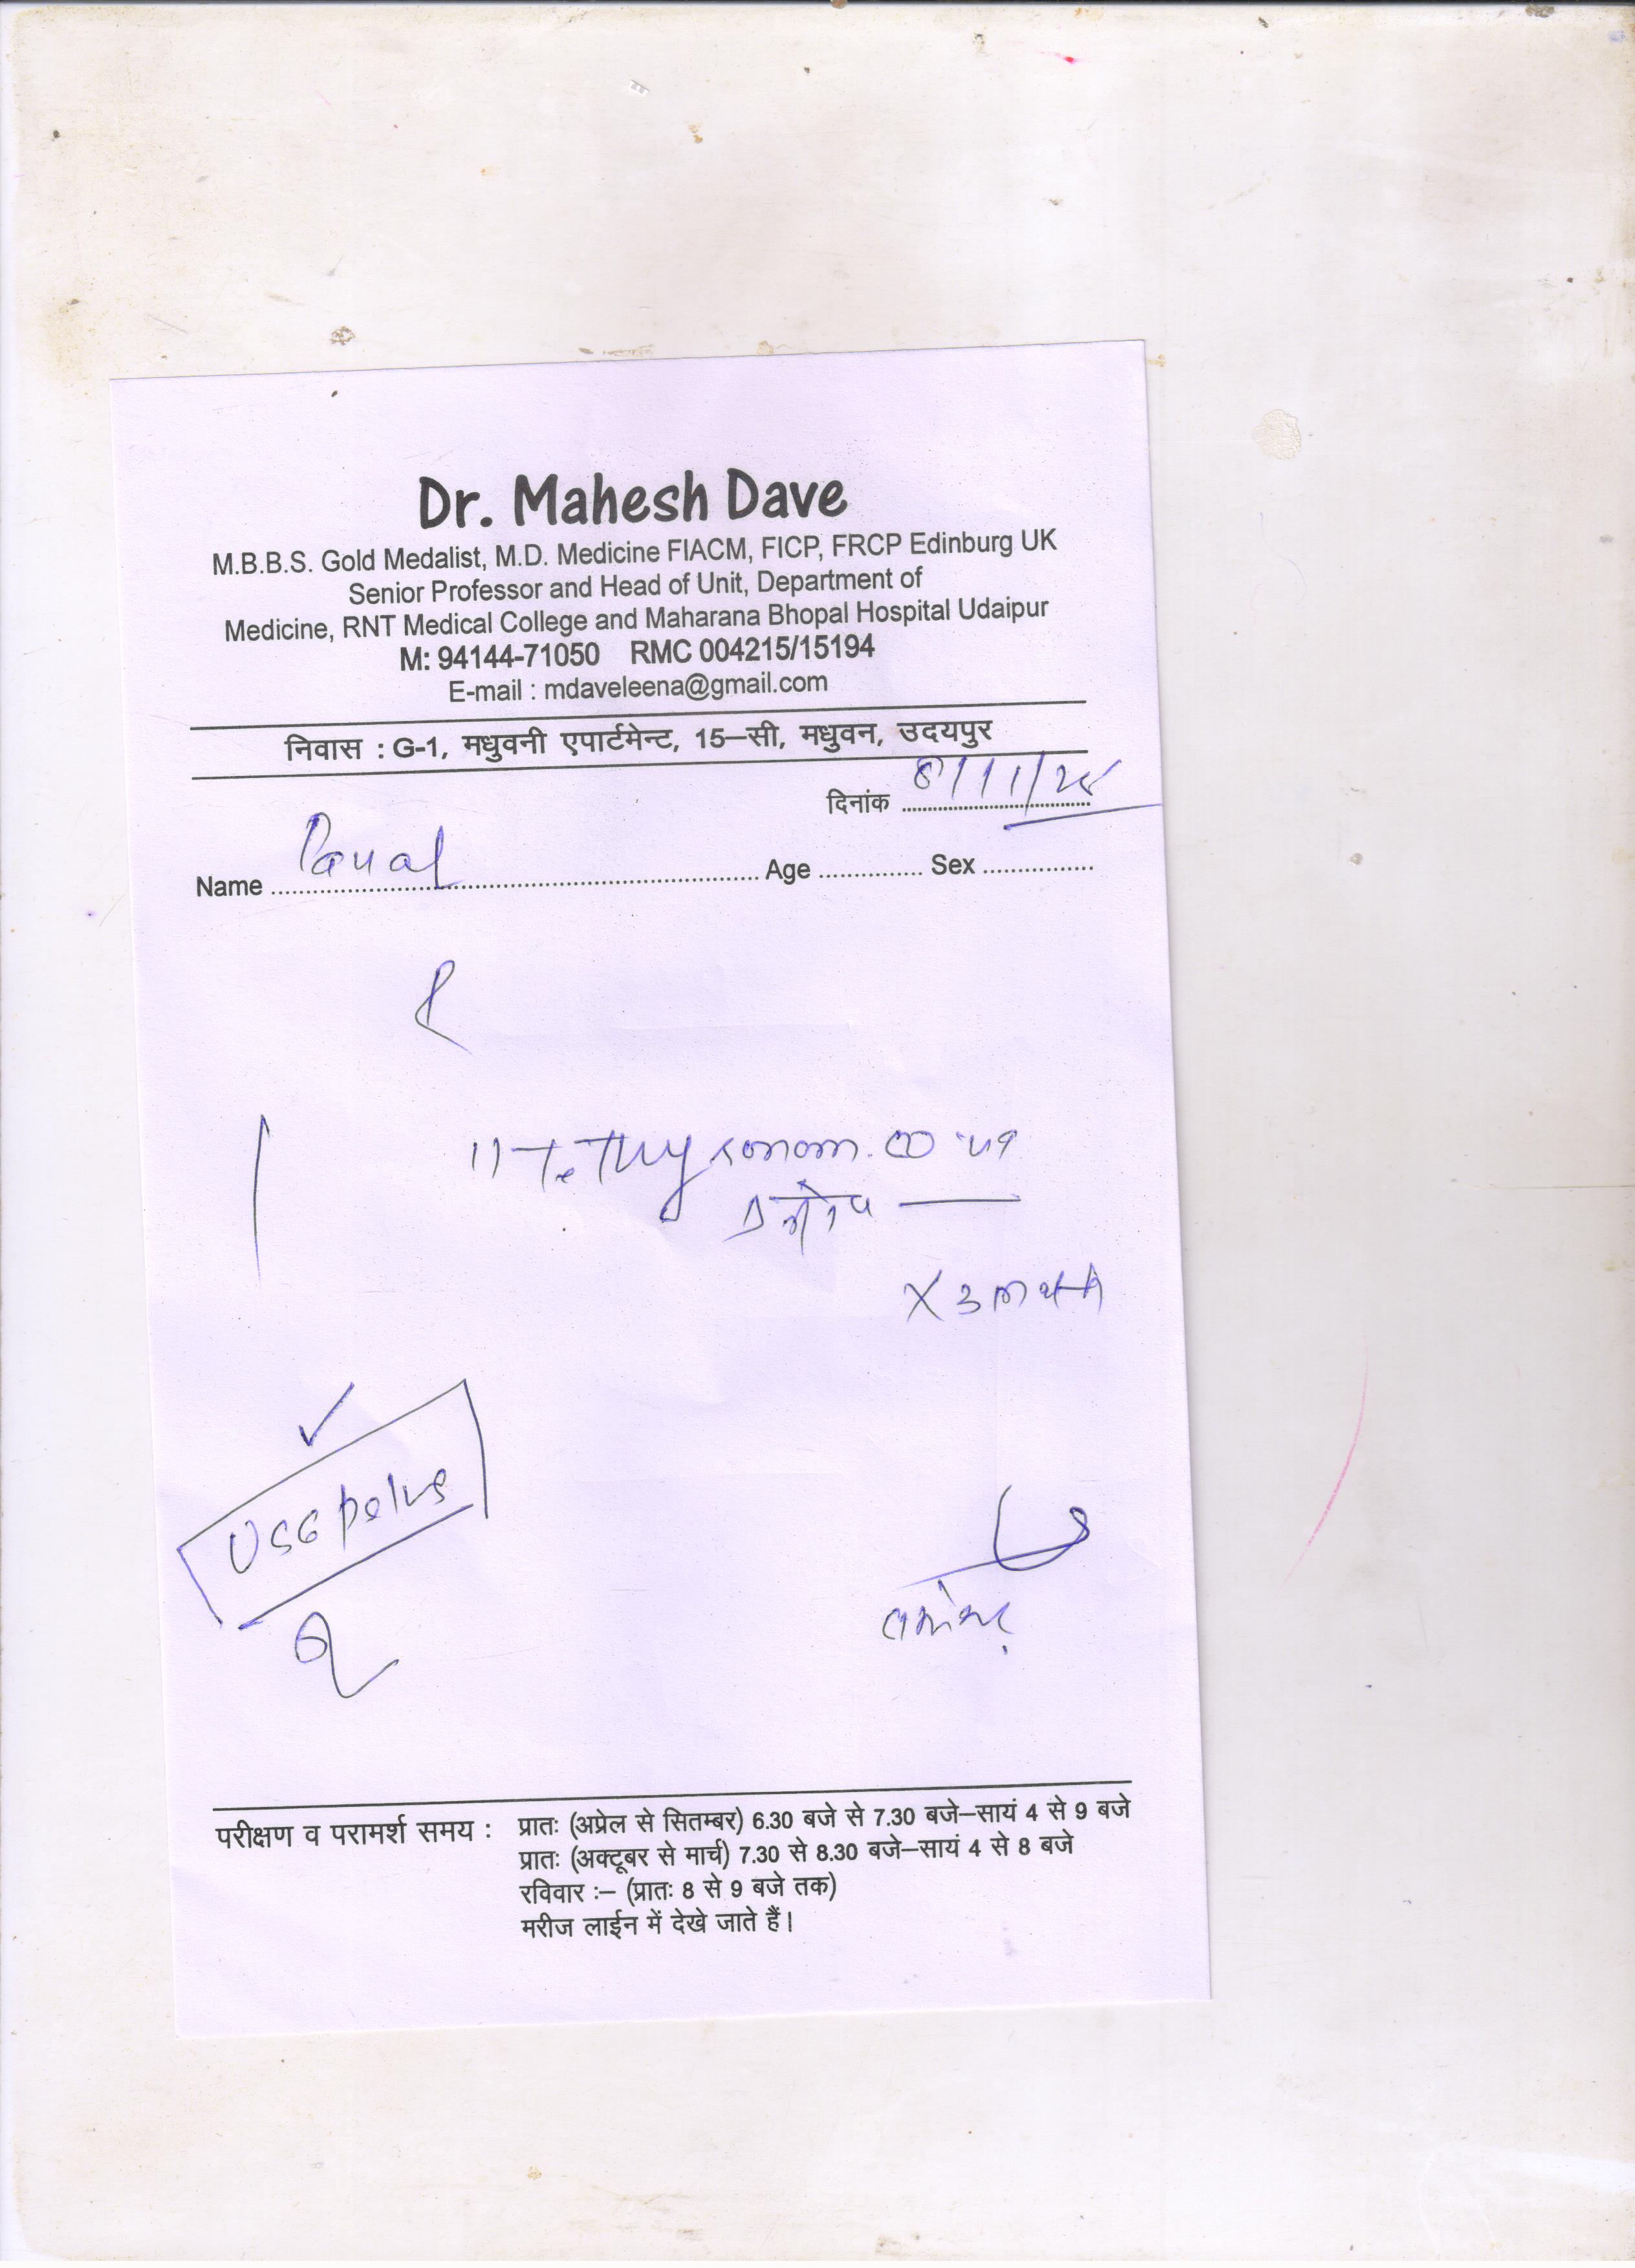 Dr. Mahesh Dave
M.B.B.S. Gold Medalist, M.D. Medicine FIACM, FICP, FRCP Edinburg UK
Senior Professor and Head of Unit, Department of
Medicine, RNT Medical College and Maharana Bhopal Hospital Udaipur
M: 94144-71050 RMC 004215/15194
E-mail : mdaveleena@gmail.com
निवास : G-1, मधुवनी एपार्टमेन्ट, 15–सी, मधुवन, उदयपुर
दिनांक 8/11/
Name Age Sex
X 3
USG pelvis
परीक्षण व परामर्श समय : प्रातः (अप्रेल से सितम्बर) 6.30 बजे से 7.30 बजे–सायं 4 से 9 बजे
प्रातः (अक्टूबर से मार्च) 7.30 से 8.30 बजे–सायं 4 से 8 बजे
रविवार :– (प्रातः 8 से 9 बजे तक)
मरीज लाईन में देखे जाते हैं।